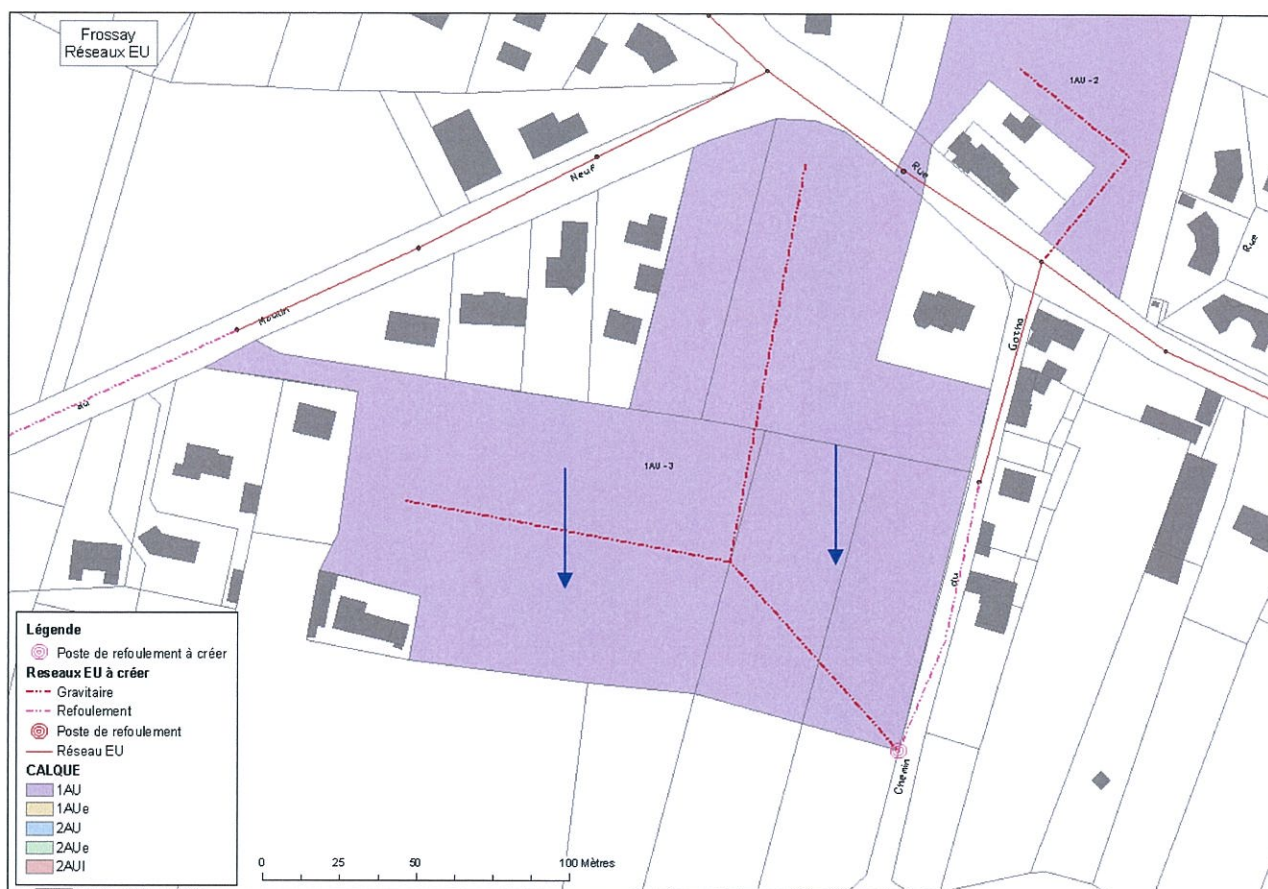 Frossay
Réseaux EU
1AU - 2
Rue
Neuf
Moulin
du
Rue
Gatha
1AU - 3
du
Chemin
Légende
Poste de refoulement à créer
Reseaux EU à créer
Gravitaire
Refoulement
Poste de refoulement
Réseau EU
CALQUE
1AU
1AUe
2AU
2AUe
2AUl
0 25 50 100 Mètres